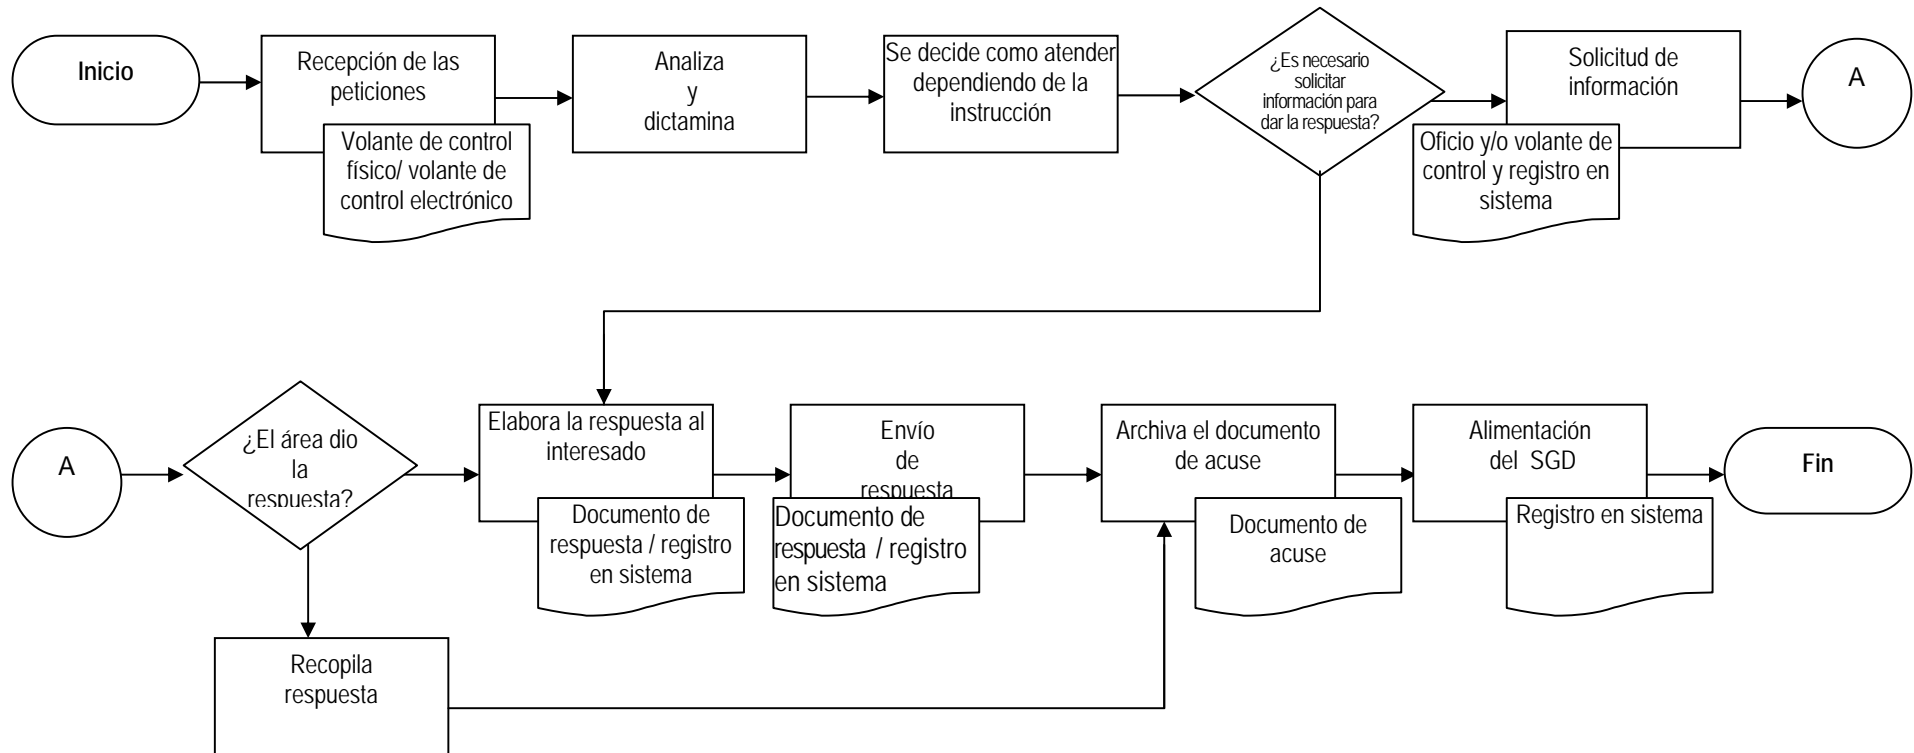 Inicio
Recepción de las
peticiones
Volante de control
físico/ volante de
control electrónico
Analiza
y
dictamina
Se decide como atender
dependiendo de la
instrucción
¿Es necesario
solicitar
información para
dar la respuesta?
Solicitud de
información
Oficio y/o volante de
control y registro en
sistema
A
A
¿El área dio
la
respuesta?
Elabora la respuesta al
interesado
Documento de
respuesta / registro
en sistema
Envío
de
respuesta
Documento de
respuesta / registro
en sistema
Archiva el documento
de acuse
Documento de
acuse
Alimentación
del SGD
Registro en sistema
Fin
Recopila
respuesta